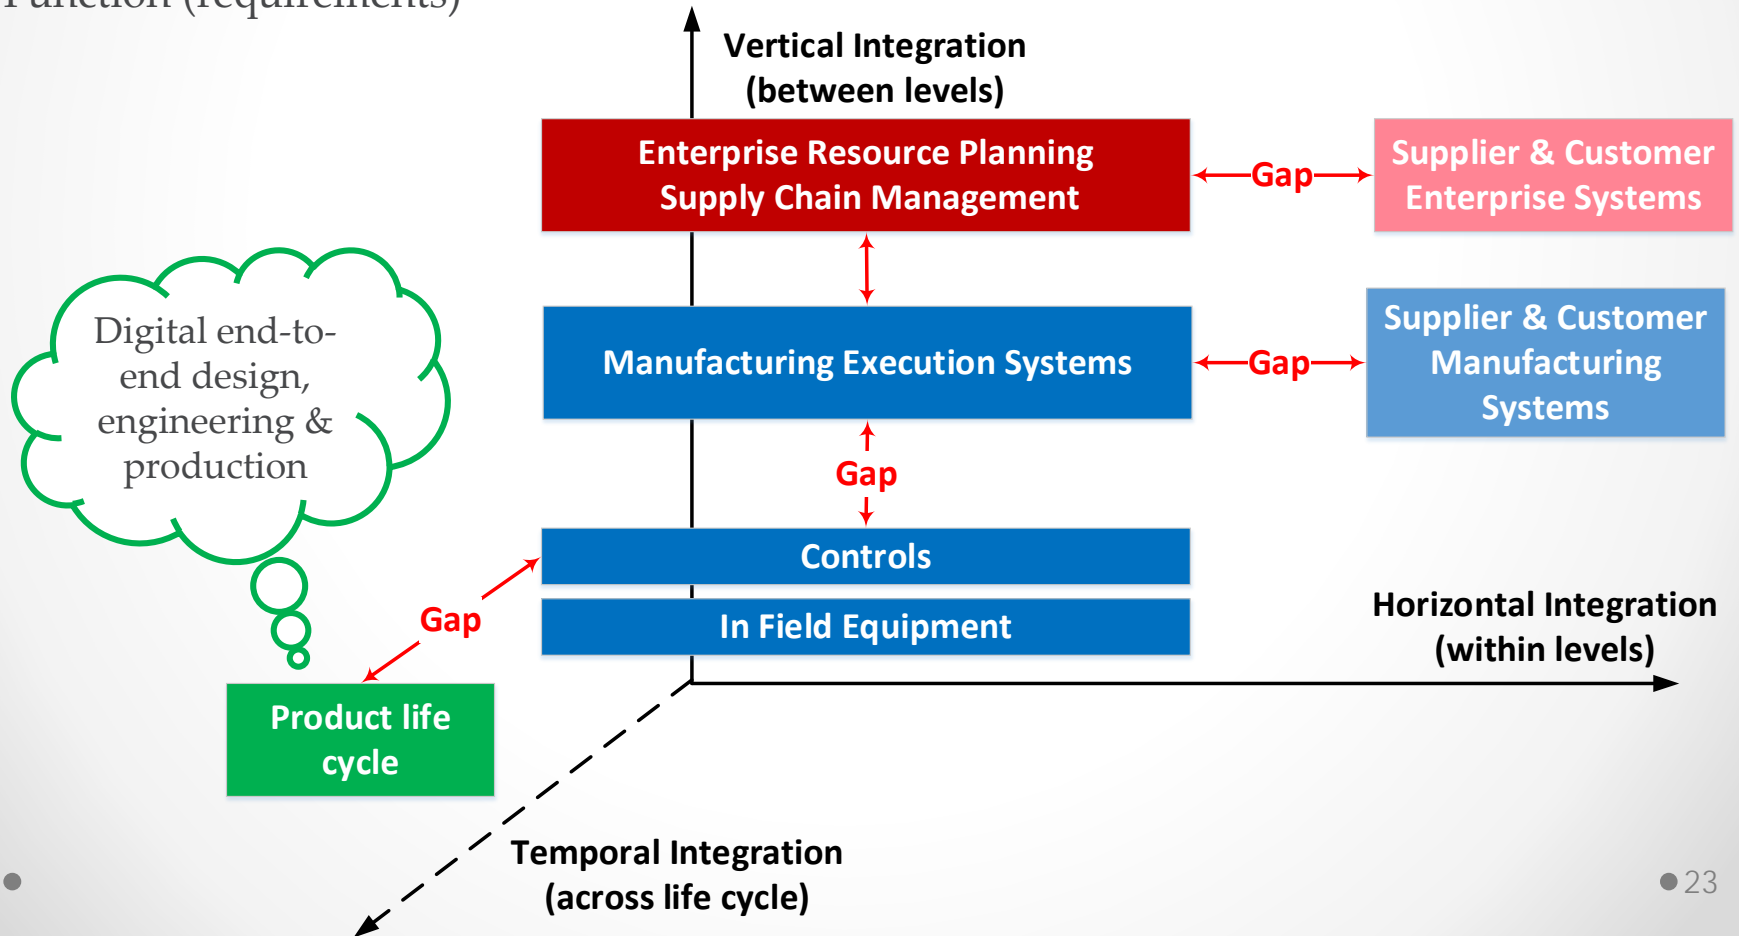 Function (requirements)
Vertical Integration
(between levels)
Enterprise Resource Planning
Supply Chain Management
Gap
Supplier & Customer
Enterprise Systems
Digital end-to-
end design,
engineering &
production
Manufacturing Execution Systems
Gap
Supplier & Customer
Manufacturing
Systems
Gap
Controls
Gap
In Field Equipment
Horizontal Integration
(within levels)
Product life
cycle
Temporal Integration
(across life cycle)
23